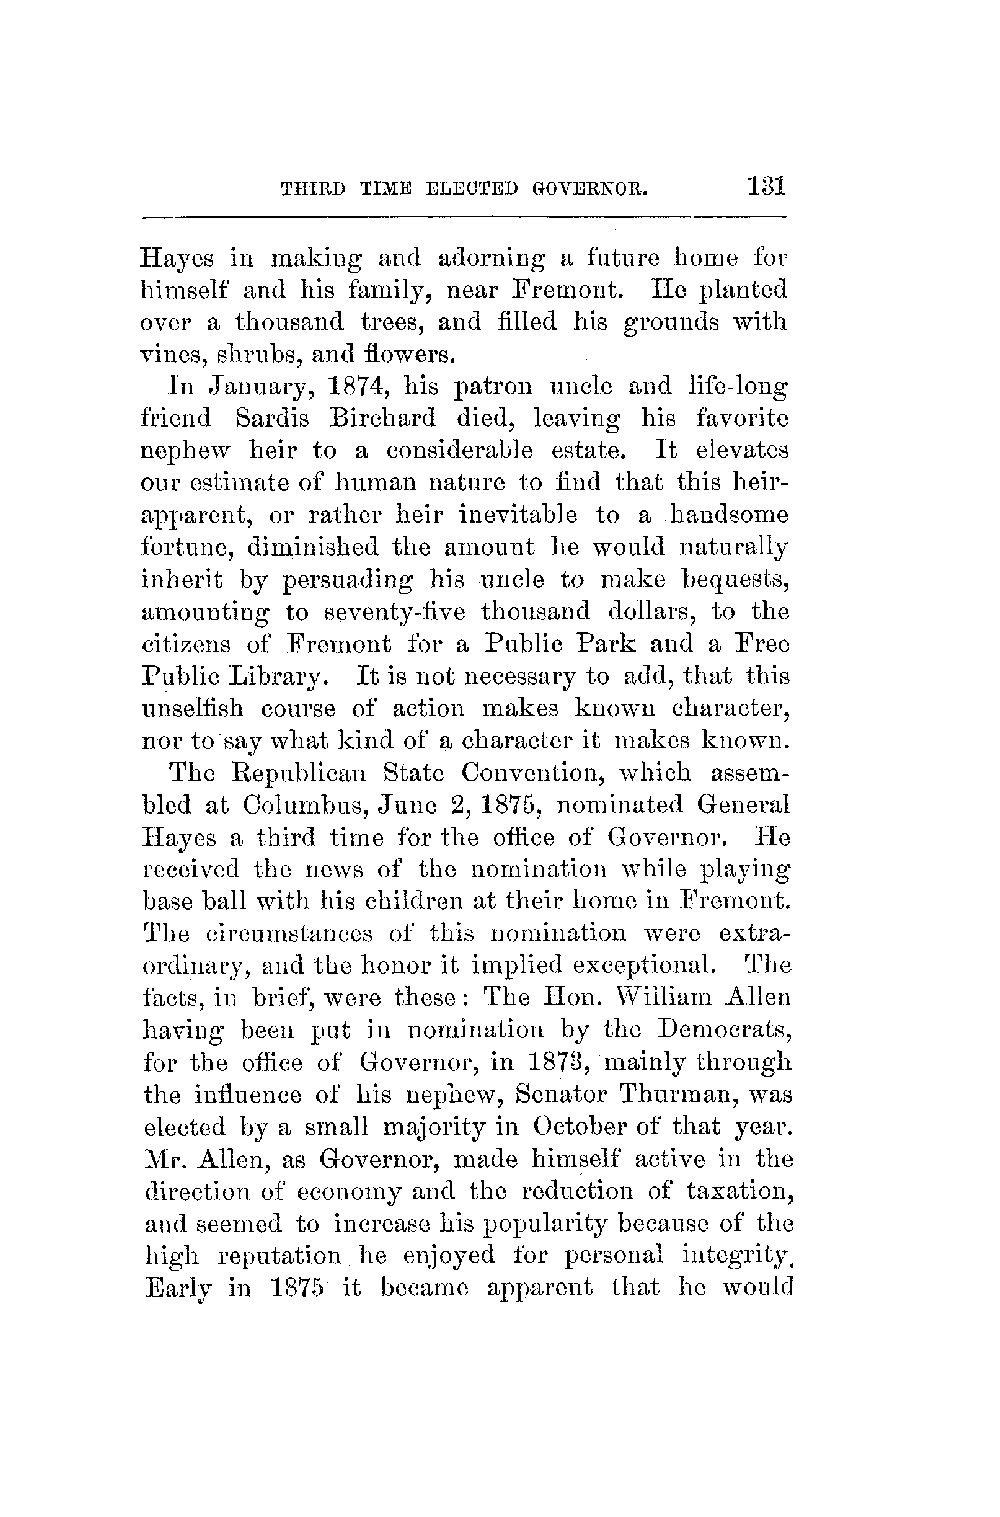 THIRD TIME ELECTED GOVERNOR. 131
Hayes in making and adorning a future home for
himself and his family, near Fremont. He planted
over a thousand trees, and filled his grounds with
vines, shrubs, and flowers.
In January, 1874, his patron uncle and life-long
friend Sardis Birchard died, leaving his favorite
nephew heir to a considerable estate. It elevates
our estimate of human nature to find that this heir-
apparent, or rather heir inevitable to a handsome
fortune, diminished the amount he would naturally
inherit by persuading his uncle to make bequests,
amounting to seventy-five thousand dollars, to the
citizens of Fremont for a Public Park and a Free
Public Library. It is not necessary to add, that this
unselfish course of action makes known character,
nor to say what kind of a character it makes known.
The Republican State Convention, which assem-
bled at Columbus, June 2, 1875, nominated General
Hayes a third time for the office of Governor. He
received the news of the nomination while playing
base ball with his children at their home in Fremont.
The circumstances of this nomination were extra-
ordinary, and the honor it implied exceptional. The
facts, in brief, were these: The Hon. William Allen
having been put in nomination by the Democrats,
for the office of Governor, in 1873, mainly through
the influence of his nephew, Senator Thurman, was
elected by a small majority in October of that year.
Mr. Allen, as Governor, made himself active in the
direction of economy and the reduction of taxation,
and seemed to increase his popularity because of the
high reputation he enjoyed for personal integrity.
Early in 1875 it became apparent that he would